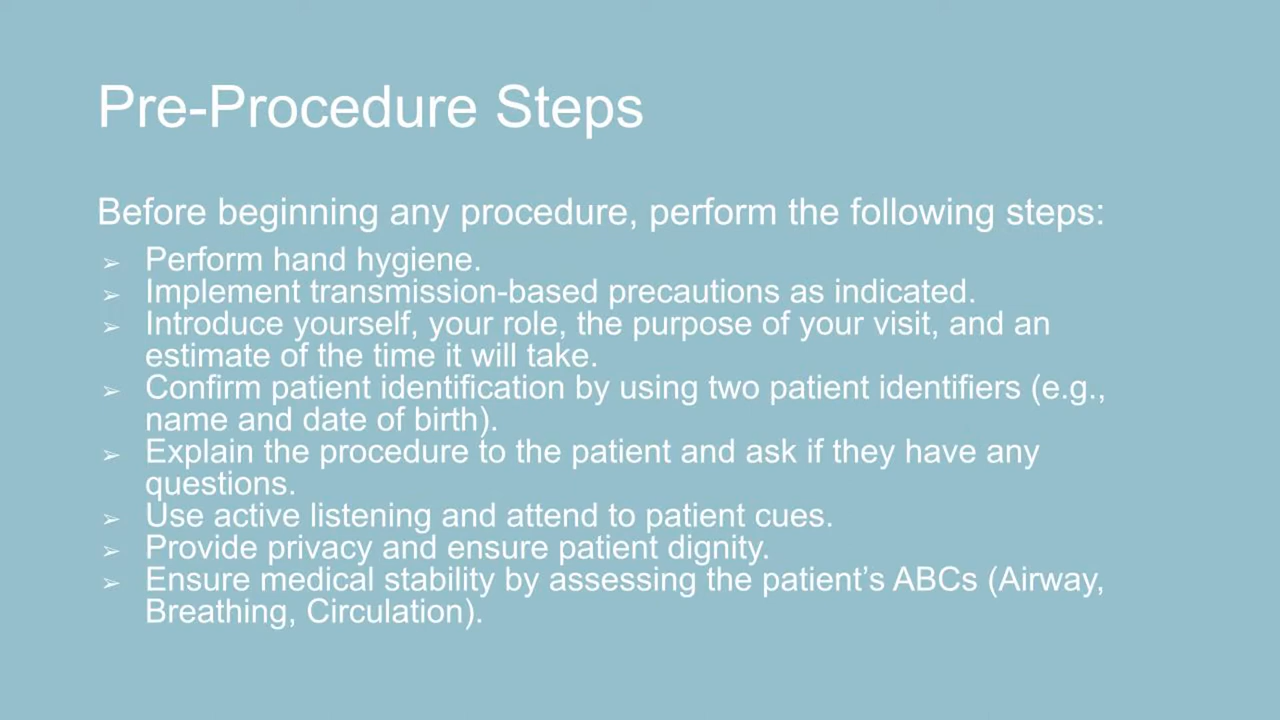 Pre-Procedure Steps
Before beginning any procedure, perform the following steps:
➢ Perform hand hygiene.
➢ Implement transmission-based precautions as indicated.
➢ Introduce yourself, your role, the purpose of your visit, and an
estimate of the time it will take.
➢ Confirm patient identification by using two patient identifiers (e.g.,
name and date of birth).
➢ Explain the procedure to the patient and ask if they have any
questions.
➢ Use active listening and attend to patient cues.
➢ Provide privacy and ensure patient dignity.
➢ Ensure medical stability by assessing the patient’s ABCs (Airway,
Breathing, Circulation).